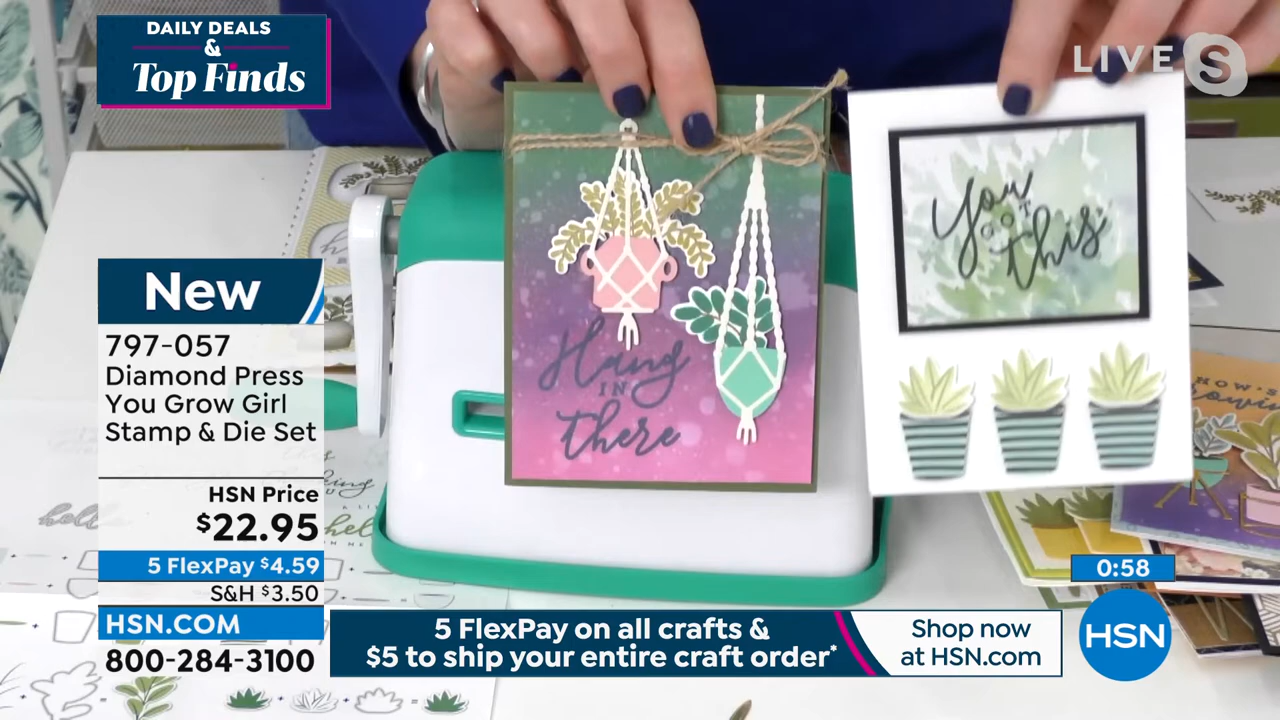 DAILY DEALS
&
Top Finds
LIVE S
New
797-057
Diamond Press
You Grow Girl
Stamp & Die Set
HSN Price
$22.95
5 FlexPay $4.59
S&H $3.50
HSN.COM
800-284-3100
Hang
IN
there
You
GOT
this
HOW'S
hello
0:58
5 FlexPay on all crafts &
$5 to ship your entire craft order*
Shop now
at HSN.com
HSN